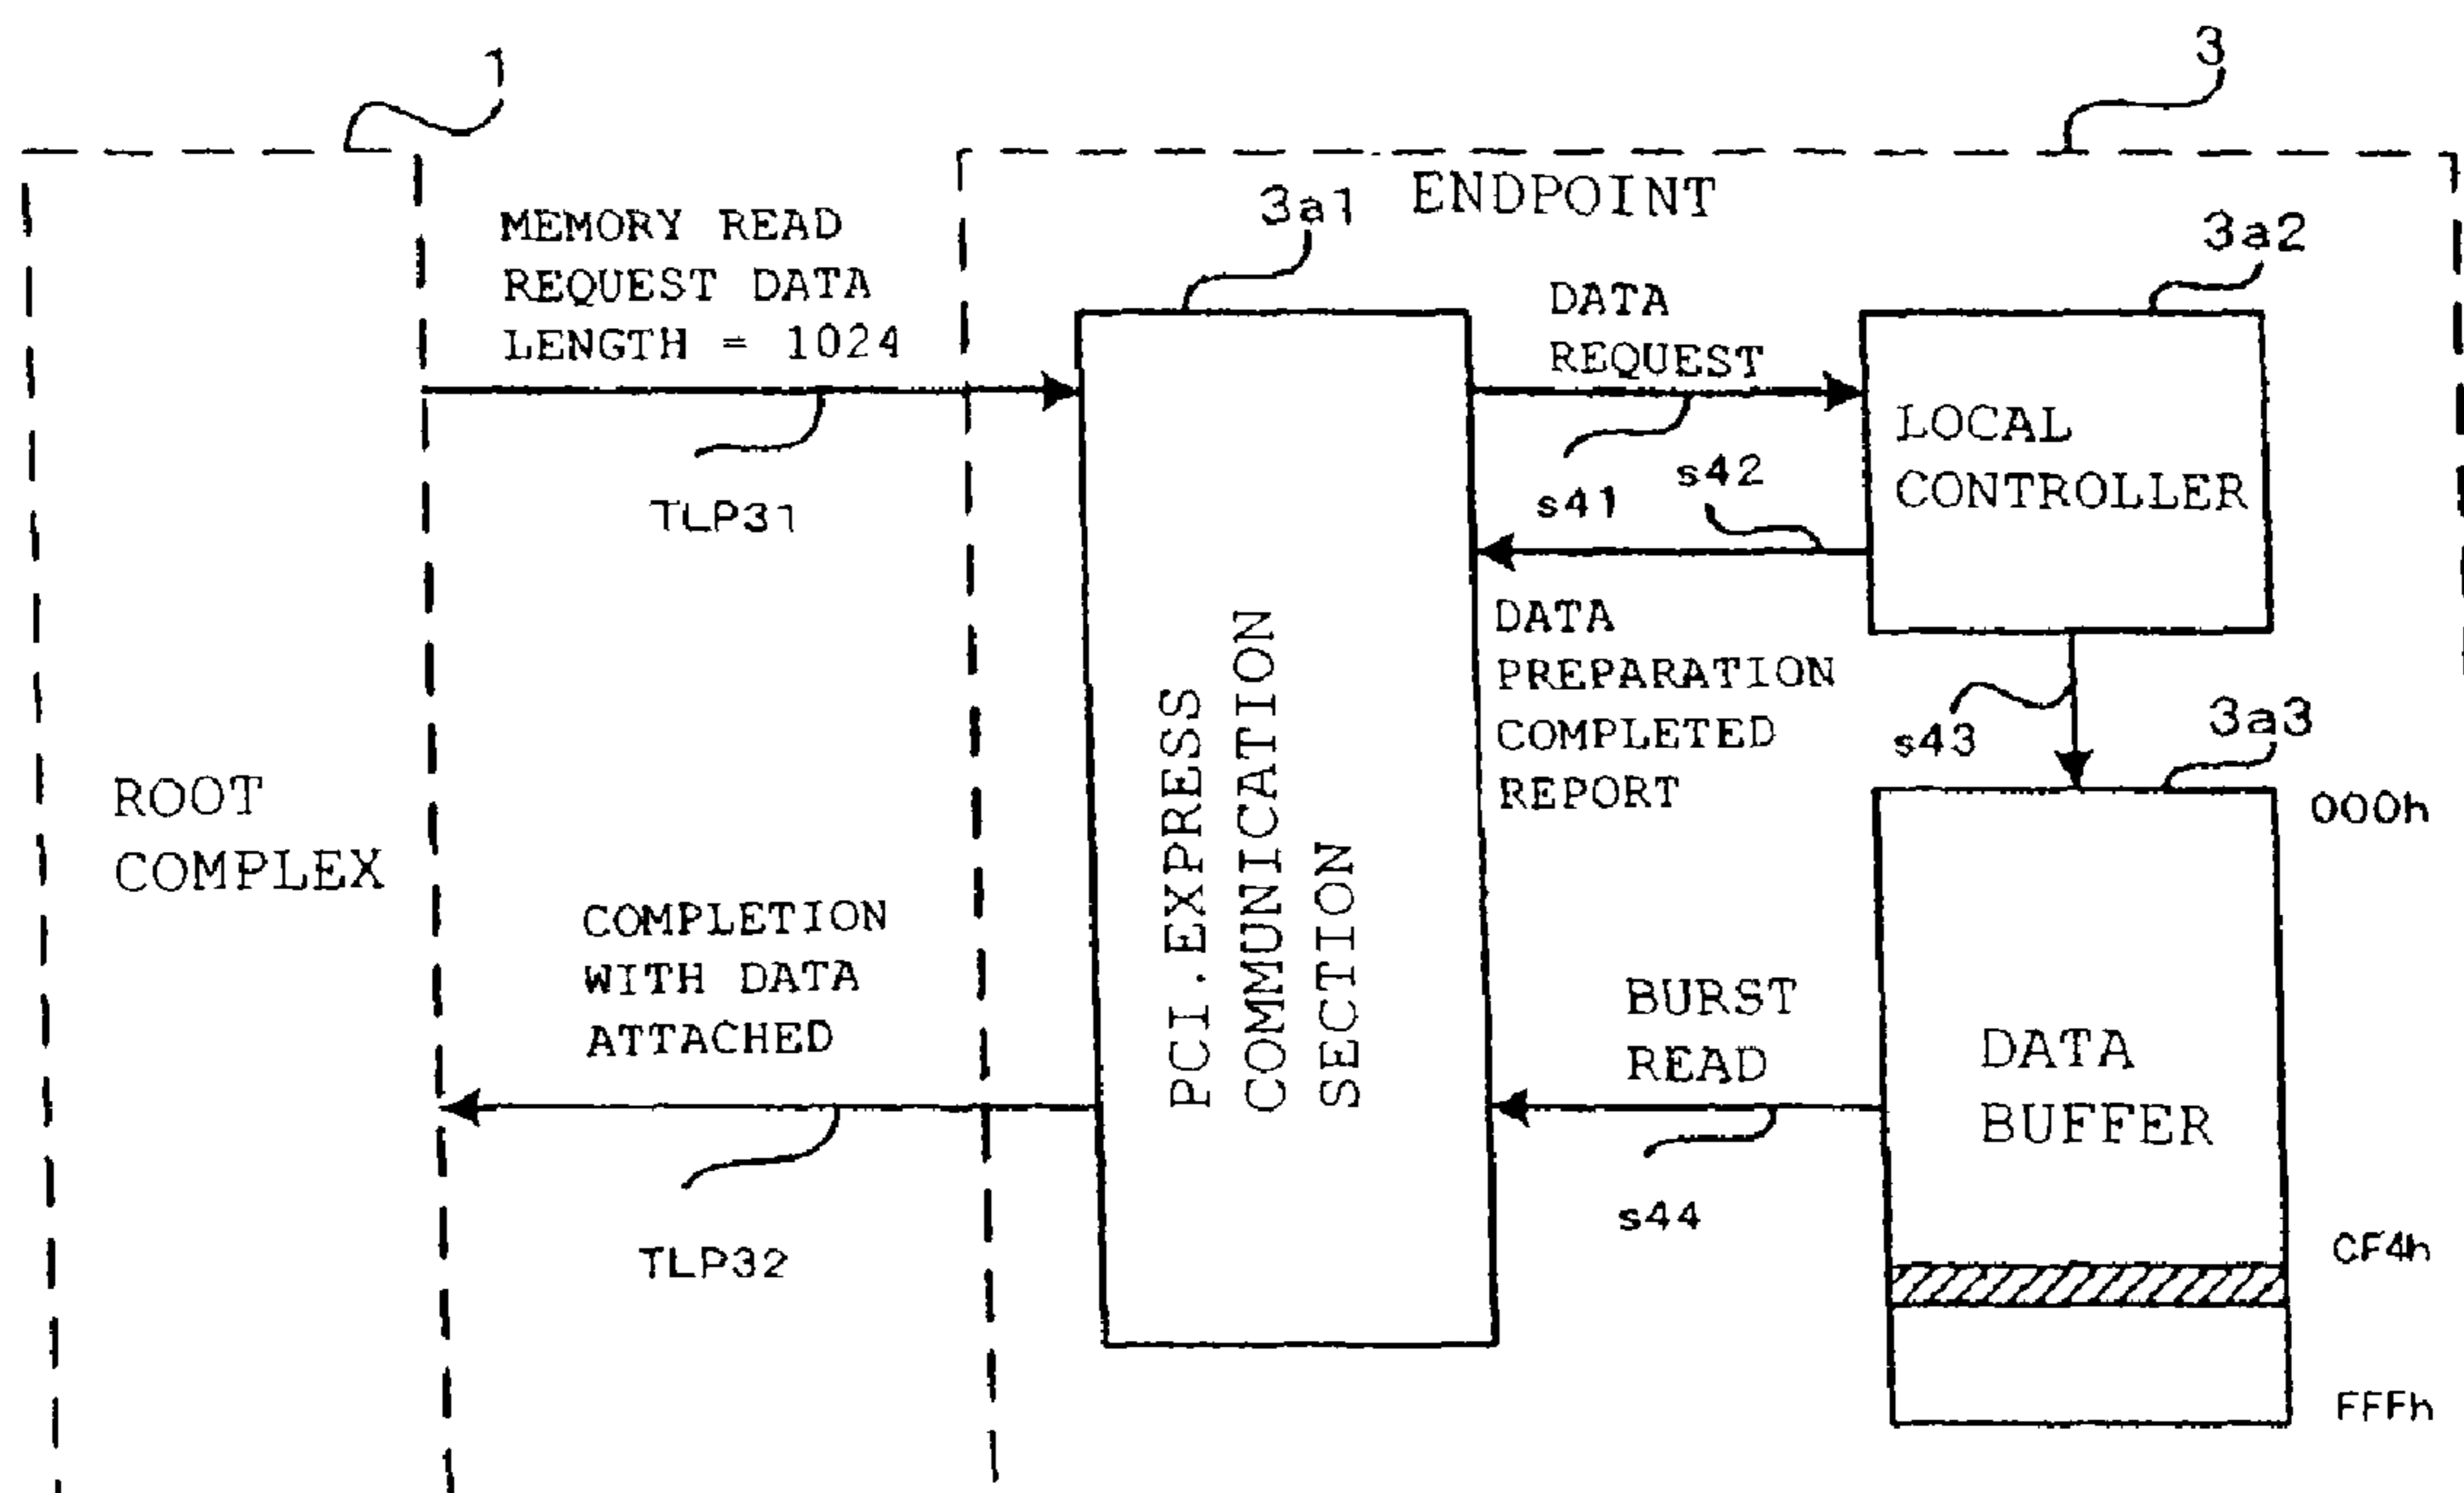 1
3
ENDPOINT
3a1
3a2
MEMORY READ
REQUEST DATA
LENGTH = 1024
TLP31
DATA
REQUEST
s41
s42
LOCAL
CONTROLLER
DATA
PREPARATION
COMPLETED
REPORT
s43
3a3
000h
ROOT
COMPLEX
PCI.EXPRESS
COMMUNICATION
SECTION
COMPLETION
WITH DATA
ATTACHED
TLP32
BURST
READ
s44
DATA
BUFFER
CF4h
FFFh